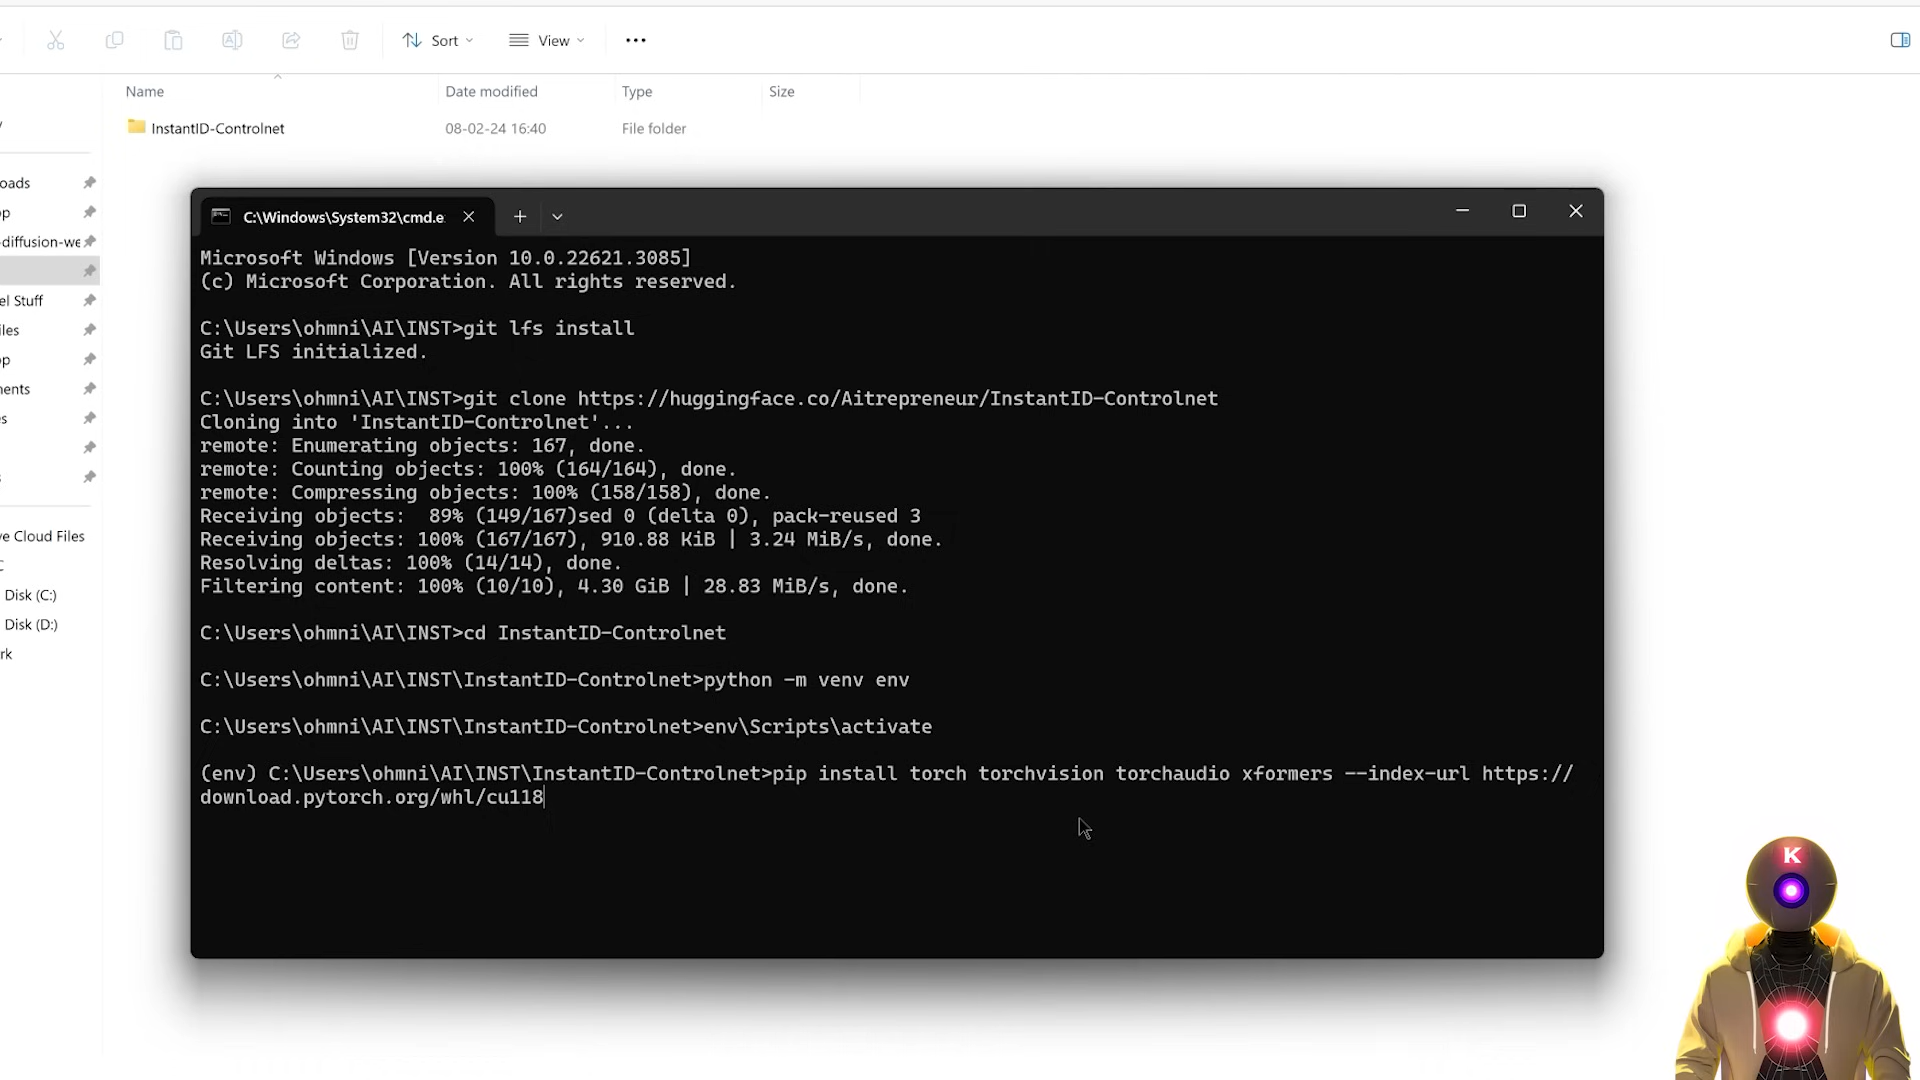 Sort
View
Name
Date modified
Type
Size
InstantID-Controlnet
08-02-24 16:40
File folder
oads
op
-diffusion-we
el Stuff
iles
op
nents
es
s
ve Cloud Files
C
Disk (C:)
Disk (D:)
rk
C:\Windows\System32\cmd.e
Microsoft Windows [Version 10.0.22621.3085]
(c) Microsoft Corporation. All rights reserved.
C:\Users\ohmni\AI\INST>git lfs install
Git LFS initialized.
C:\Users\ohmni\AI\INST>git clone https://huggingface.co/Aitrepreneur/InstantID-Controlnet
Cloning into 'InstantID-Controlnet'...
remote: Enumerating objects: 167, done.
remote: Counting objects: 100% (164/164), done.
remote: Compressing objects: 100% (158/158), done.
Receiving objects:  89% (149/167)sed 0 (delta 0), pack-reused 3
Receiving objects: 100% (167/167), 910.88 KiB | 3.24 MiB/s, done.
Resolving deltas: 100% (14/14), done.
Filtering content: 100% (10/10), 4.30 GiB | 28.83 MiB/s, done.
C:\Users\ohmni\AI\INST>cd InstantID-Controlnet
C:\Users\ohmni\AI\INST\InstantID-Controlnet>python -m venv env
C:\Users\ohmni\AI\INST\InstantID-Controlnet>env\Scripts\activate
(env) C:\Users\ohmni\AI\INST\InstantID-Controlnet>pip install torch torchvision torchaudio xformers --index-url https://
download.pytorch.org/whl/cu118
K